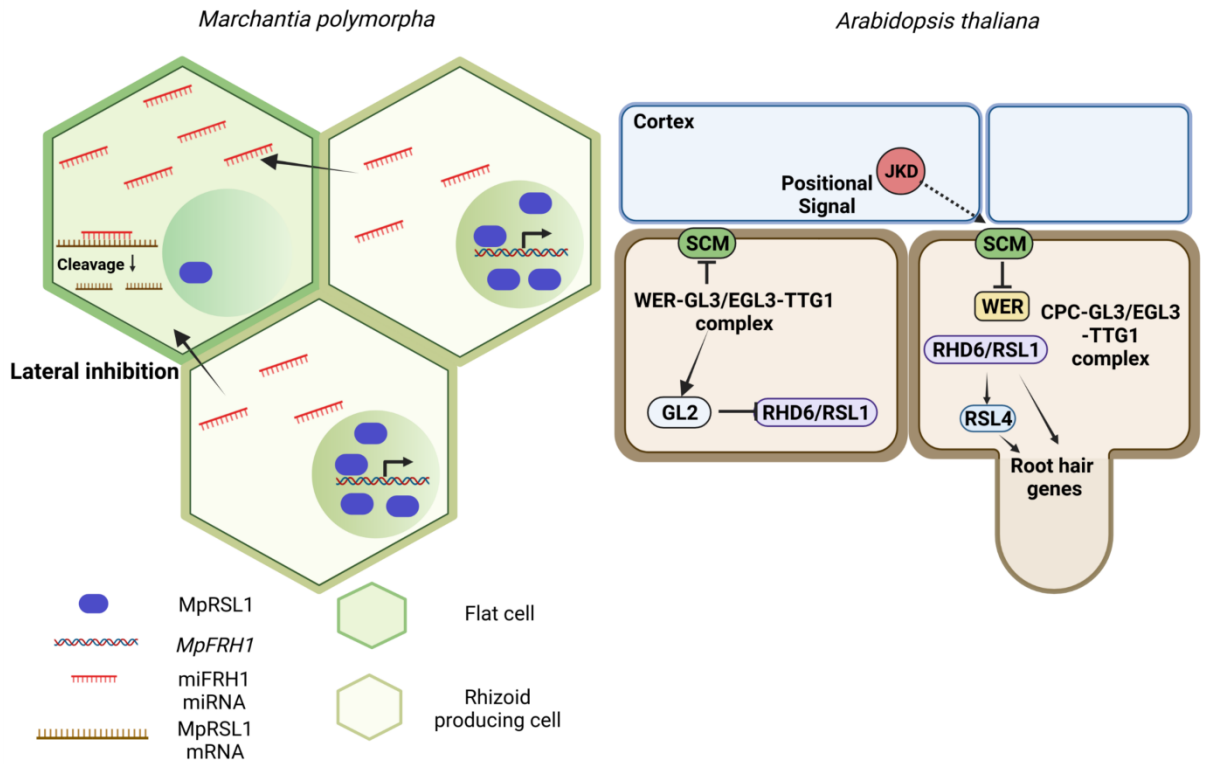 Marchantia polymorpha
Cleavage
Lateral inhibition
MpRSL1
MpFRH1
miFRH1
miRNA
MpRSL1
mRNA
Flat cell
Rhizoid
producing cell
Arabidopsis thaliana
Cortex
JKD
Positional
Signal
SCM
WER-GL3/EGL3-TTG1
complex
GL2
RHD6/RSL1
SCM
WER
CPC-GL3/EGL3
-TTG1
complex
RHD6/RSL1
RSL4
Root hair
genes